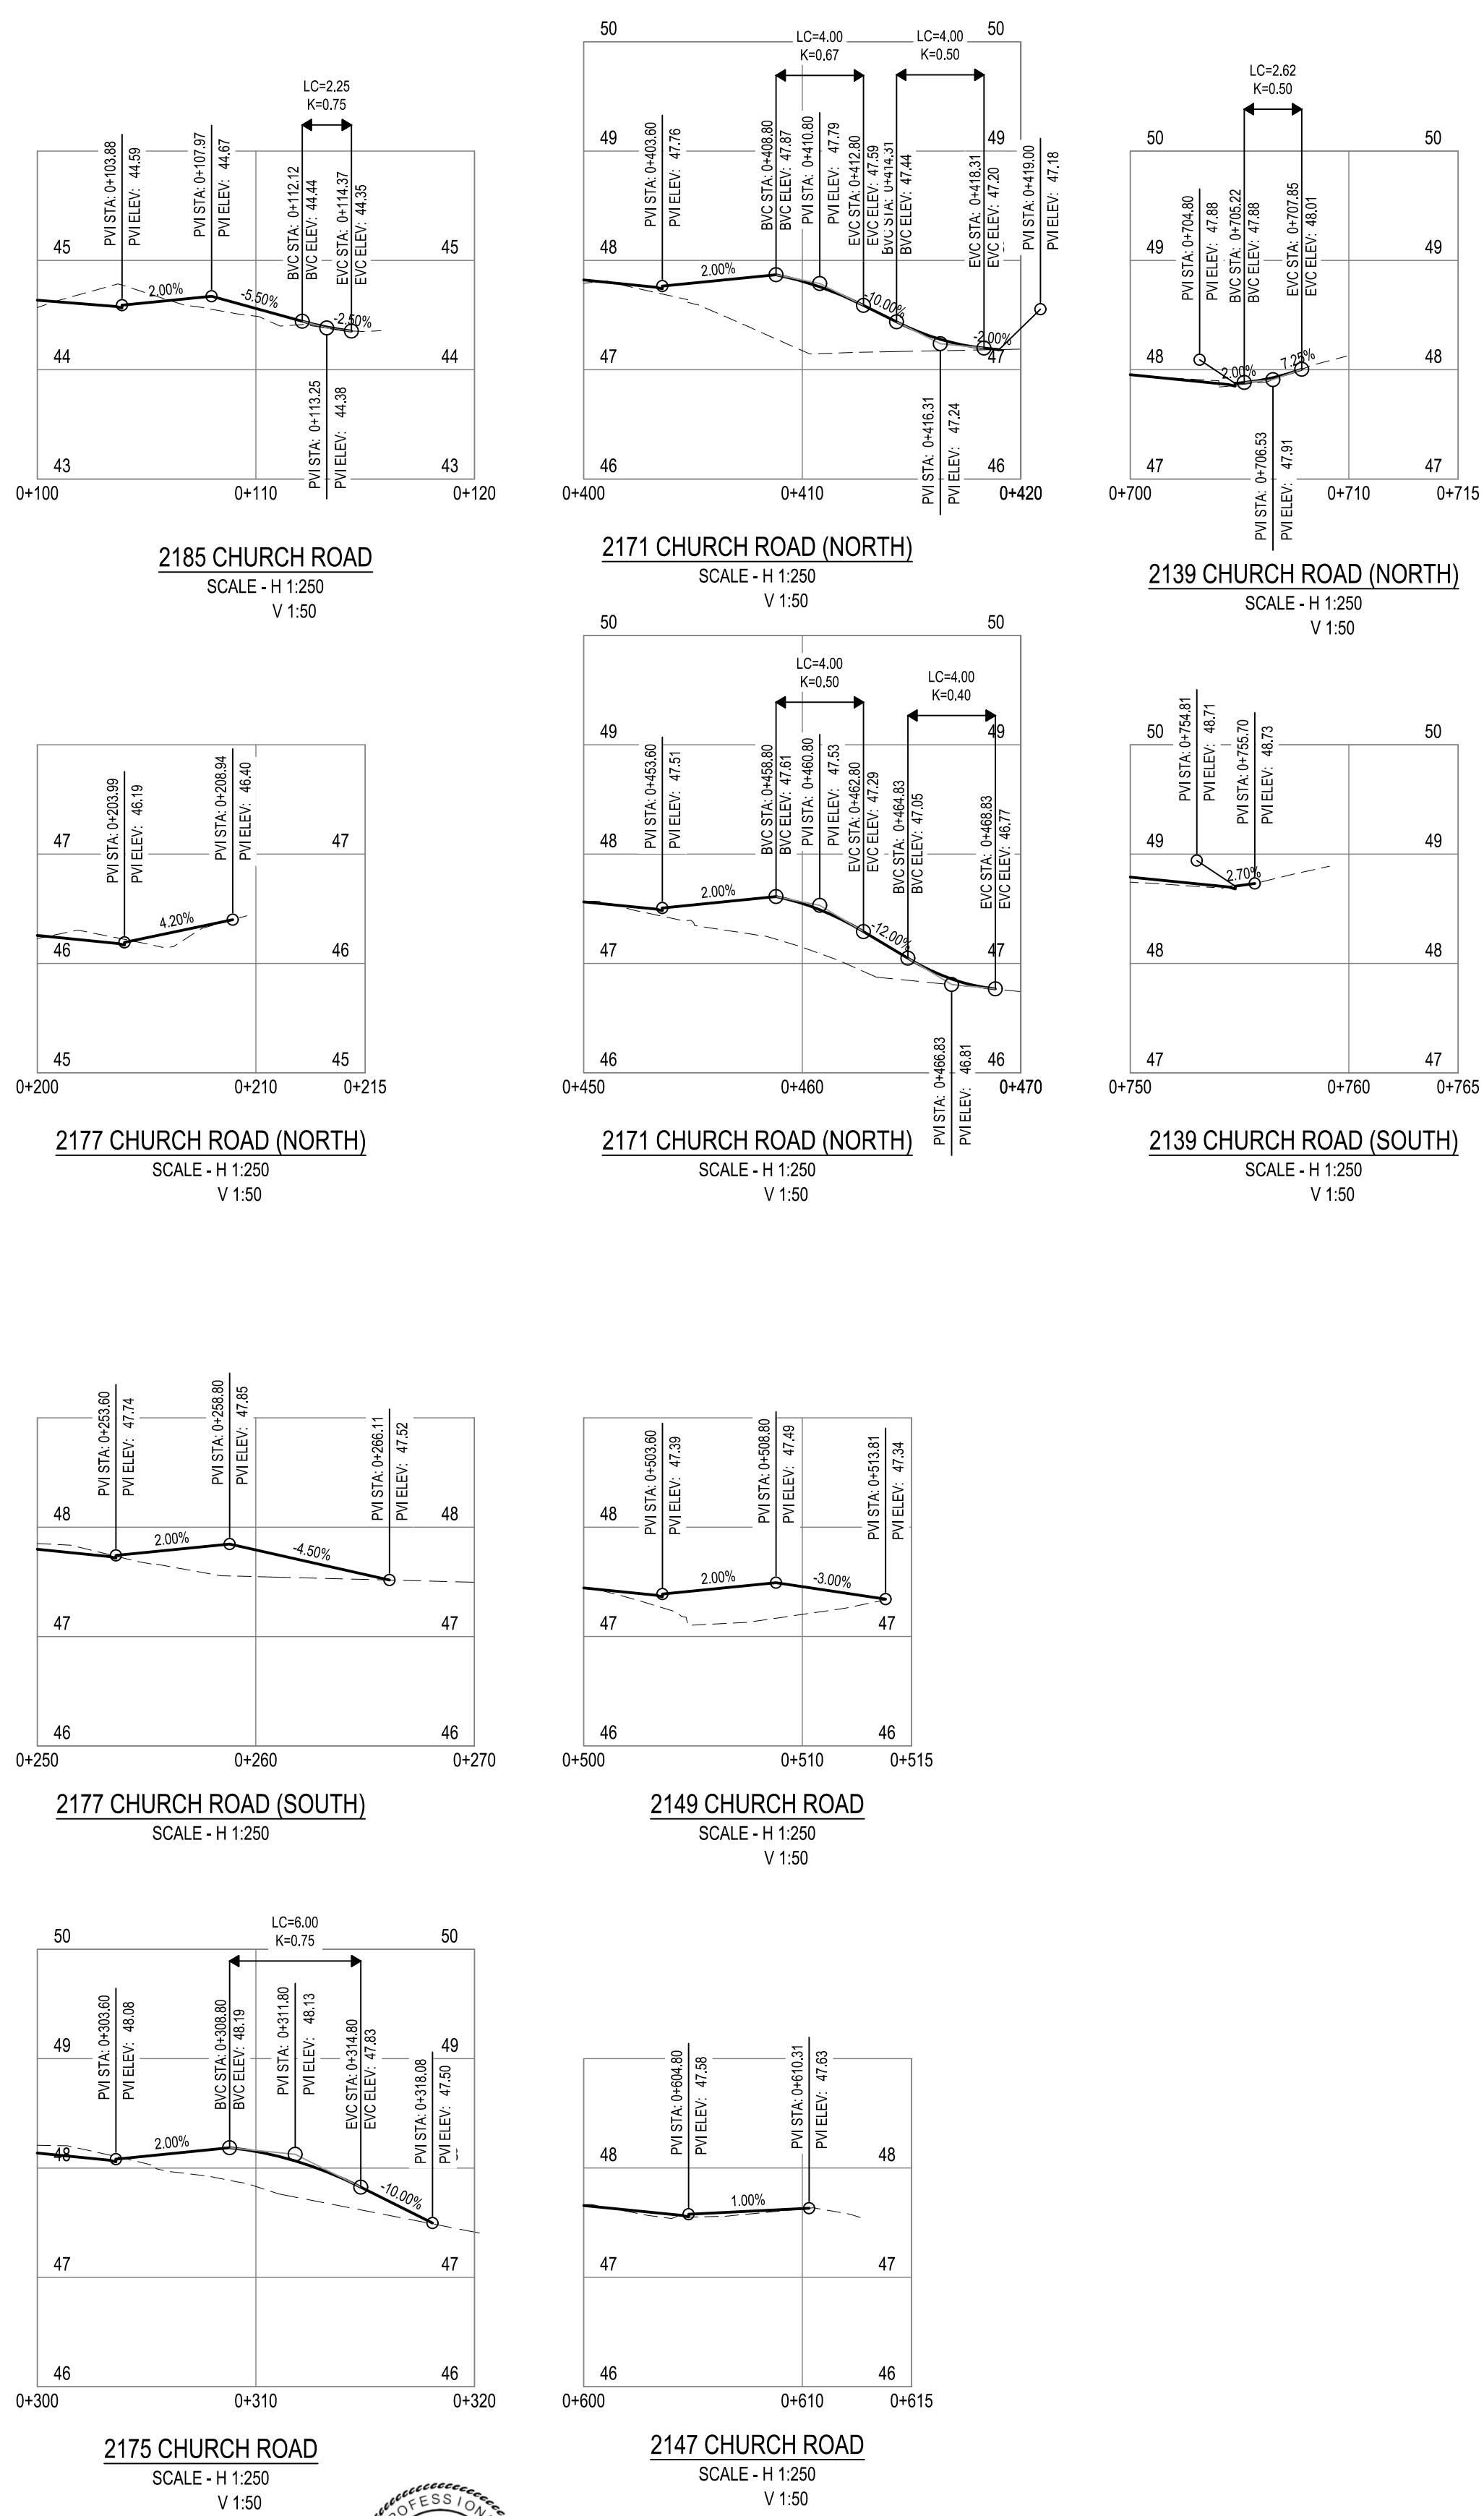 LC=2.25
K=0.75
PVI STA: 0+103.88
PVI ELEV: 44.59
PVI STA: 0+107.97
PVI ELEV: 44.67
BVC STA: 0+112.12
BVC ELEV: 44.44
EVC STA: 0+114.37
EVC ELEV: 44.35
45
45
2.00%
-5.50%
-2.50%
44
44
PVI STA: 0+113.25
PVI ELEV: 44.38
43
43
0+100
0+110
0+120
2185 CHURCH ROAD
SCALE - H 1:250
V 1:50
50
50
LC=4.00
K=0.67
LC=4.00
K=0.50
49
49
PVI STA: 0+403.60
PVI ELEV: 47.76
BVC STA: 0+408.80
BVC ELEV: 47.87
PVI STA: 0+410.80
PVI ELEV: 47.79
EVC STA: 0+412.80
EVC ELEV: 47.59
BVC STA: 0+414.31
BVC ELEV: 47.44
EVC STA: 0+418.31
EVC ELEV: 47.20
PVI STA: 0+419.00
PVI ELEV: 47.18
48
2.00%
-10.00%
-2.00%
47
47
PVI STA: 0+416.31
PVI ELEV: 47.24
46
46
0+400
0+410
0+420
2171 CHURCH ROAD (NORTH)
SCALE - H 1:250
V 1:50
LC=2.62
K=0.50
50
50
PVI STA: 0+704.80
PVI ELEV: 47.88
BVC STA: 0+705.22
BVC ELEV: 47.88
EVC STA: 0+707.85
EVC ELEV: 48.01
49
49
48
48
2.00%
7.25%
PVI STA: 0+706.53
PVI ELEV: 47.91
47
47
0+700
0+710
0+715
2139 CHURCH ROAD (NORTH)
SCALE - H 1:250
V 1:50
PVI STA: 0+203.99
PVI ELEV: 46.19
PVI STA: 0+208.94
PVI ELEV: 46.40
47
47
4.20%
46
46
45
45
0+200
0+210
0+215
2177 CHURCH ROAD (NORTH)
SCALE - H 1:250
V 1:50
50
50
LC=4.00
K=0.50
LC=4.00
K=0.40
49
49
PVI STA: 0+453.60
PVI ELEV: 47.51
BVC STA: 0+458.80
BVC ELEV: 47.61
PVI STA: 0+460.80
PVI ELEV: 47.53
EVC STA: 0+462.80
EVC ELEV: 47.29
BVC STA: 0+464.83
BVC ELEV: 47.05
EVC STA: 0+468.83
EVC ELEV: 46.77
48
2.00%
-12.00%
47
47
PVI STA: 0+466.83
PVI ELEV: 46.81
46
46
0+450
0+460
0+470
2171 CHURCH ROAD (NORTH)
SCALE - H 1:250
V 1:50
PVI STA: 0+754.81
PVI ELEV: 48.71
PVI STA: 0+755.70
PVI ELEV: 48.73
50
50
49
49
2.70%
48
48
47
47
0+750
0+760
0+765
2139 CHURCH ROAD (SOUTH)
SCALE - H 1:250
V 1:50
PVI STA: 0+253.60
PVI ELEV: 47.74
PVI STA: 0+258.80
PVI ELEV: 47.85
PVI STA: 0+266.11
PVI ELEV: 47.52
48
48
2.00%
-4.50%
47
47
46
46
0+250
0+260
0+270
2177 CHURCH ROAD (SOUTH)
SCALE - H 1:250
PVI STA: 0+503.60
PVI ELEV: 47.39
PVI STA: 0+508.80
PVI ELEV: 47.49
PVI STA: 0+513.81
PVI ELEV: 47.34
48
48
2.00%
-3.00%
47
47
46
46
0+500
0+510
0+515
2149 CHURCH ROAD
SCALE - H 1:250
V 1:50
LC=6.00
K=0.75
50
50
49
49
PVI STA: 0+303.60
PVI ELEV: 48.08
BVC STA: 0+308.80
BVC ELEV: 48.19
PVI STA: 0+311.80
PVI ELEV: 48.13
EVC STA: 0+314.80
EVC ELEV: 47.83
PVI STA: 0+318.08
PVI ELEV: 47.50
48
2.00%
-10.00%
47
47
46
46
0+300
0+310
0+320
2175 CHURCH ROAD
SCALE - H 1:250
V 1:50
PVI STA: 0+604.80
PVI ELEV: 47.58
PVI STA: 0+610.31
PVI ELEV: 47.63
48
48
1.00%
47
47
46
46
0+600
0+610
0+615
2147 CHURCH ROAD
SCALE - H 1:250
V 1:50